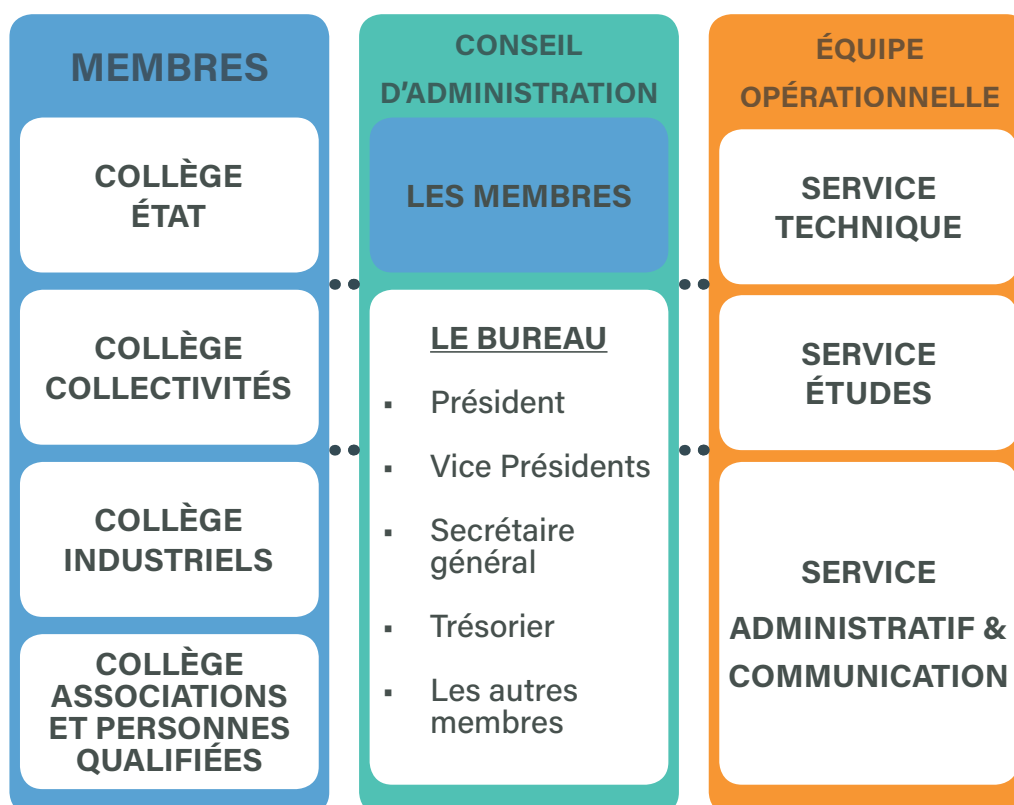 MEMBRES
COLLÈGE
ÉTAT
COLLÈGE
COLLECTIVITÉS
COLLÈGE
INDUSTRIELS
COLLÈGE
ASSOCIATIONS
ET PERSONNES
QUALIFIÉES
CONSEIL
D'ADMINISTRATION
LES MEMBRES
LE BUREAU
▪ Président
▪ Vice Présidents
▪ Secrétaire
général
▪ Trésorier
▪ Les autres
membres
ÉQUIPE
OPÉRATIONNELLE
SERVICE
TECHNIQUE
SERVICE
ÉTUDES
SERVICE
ADMINISTRATIF &
COMMUNICATION